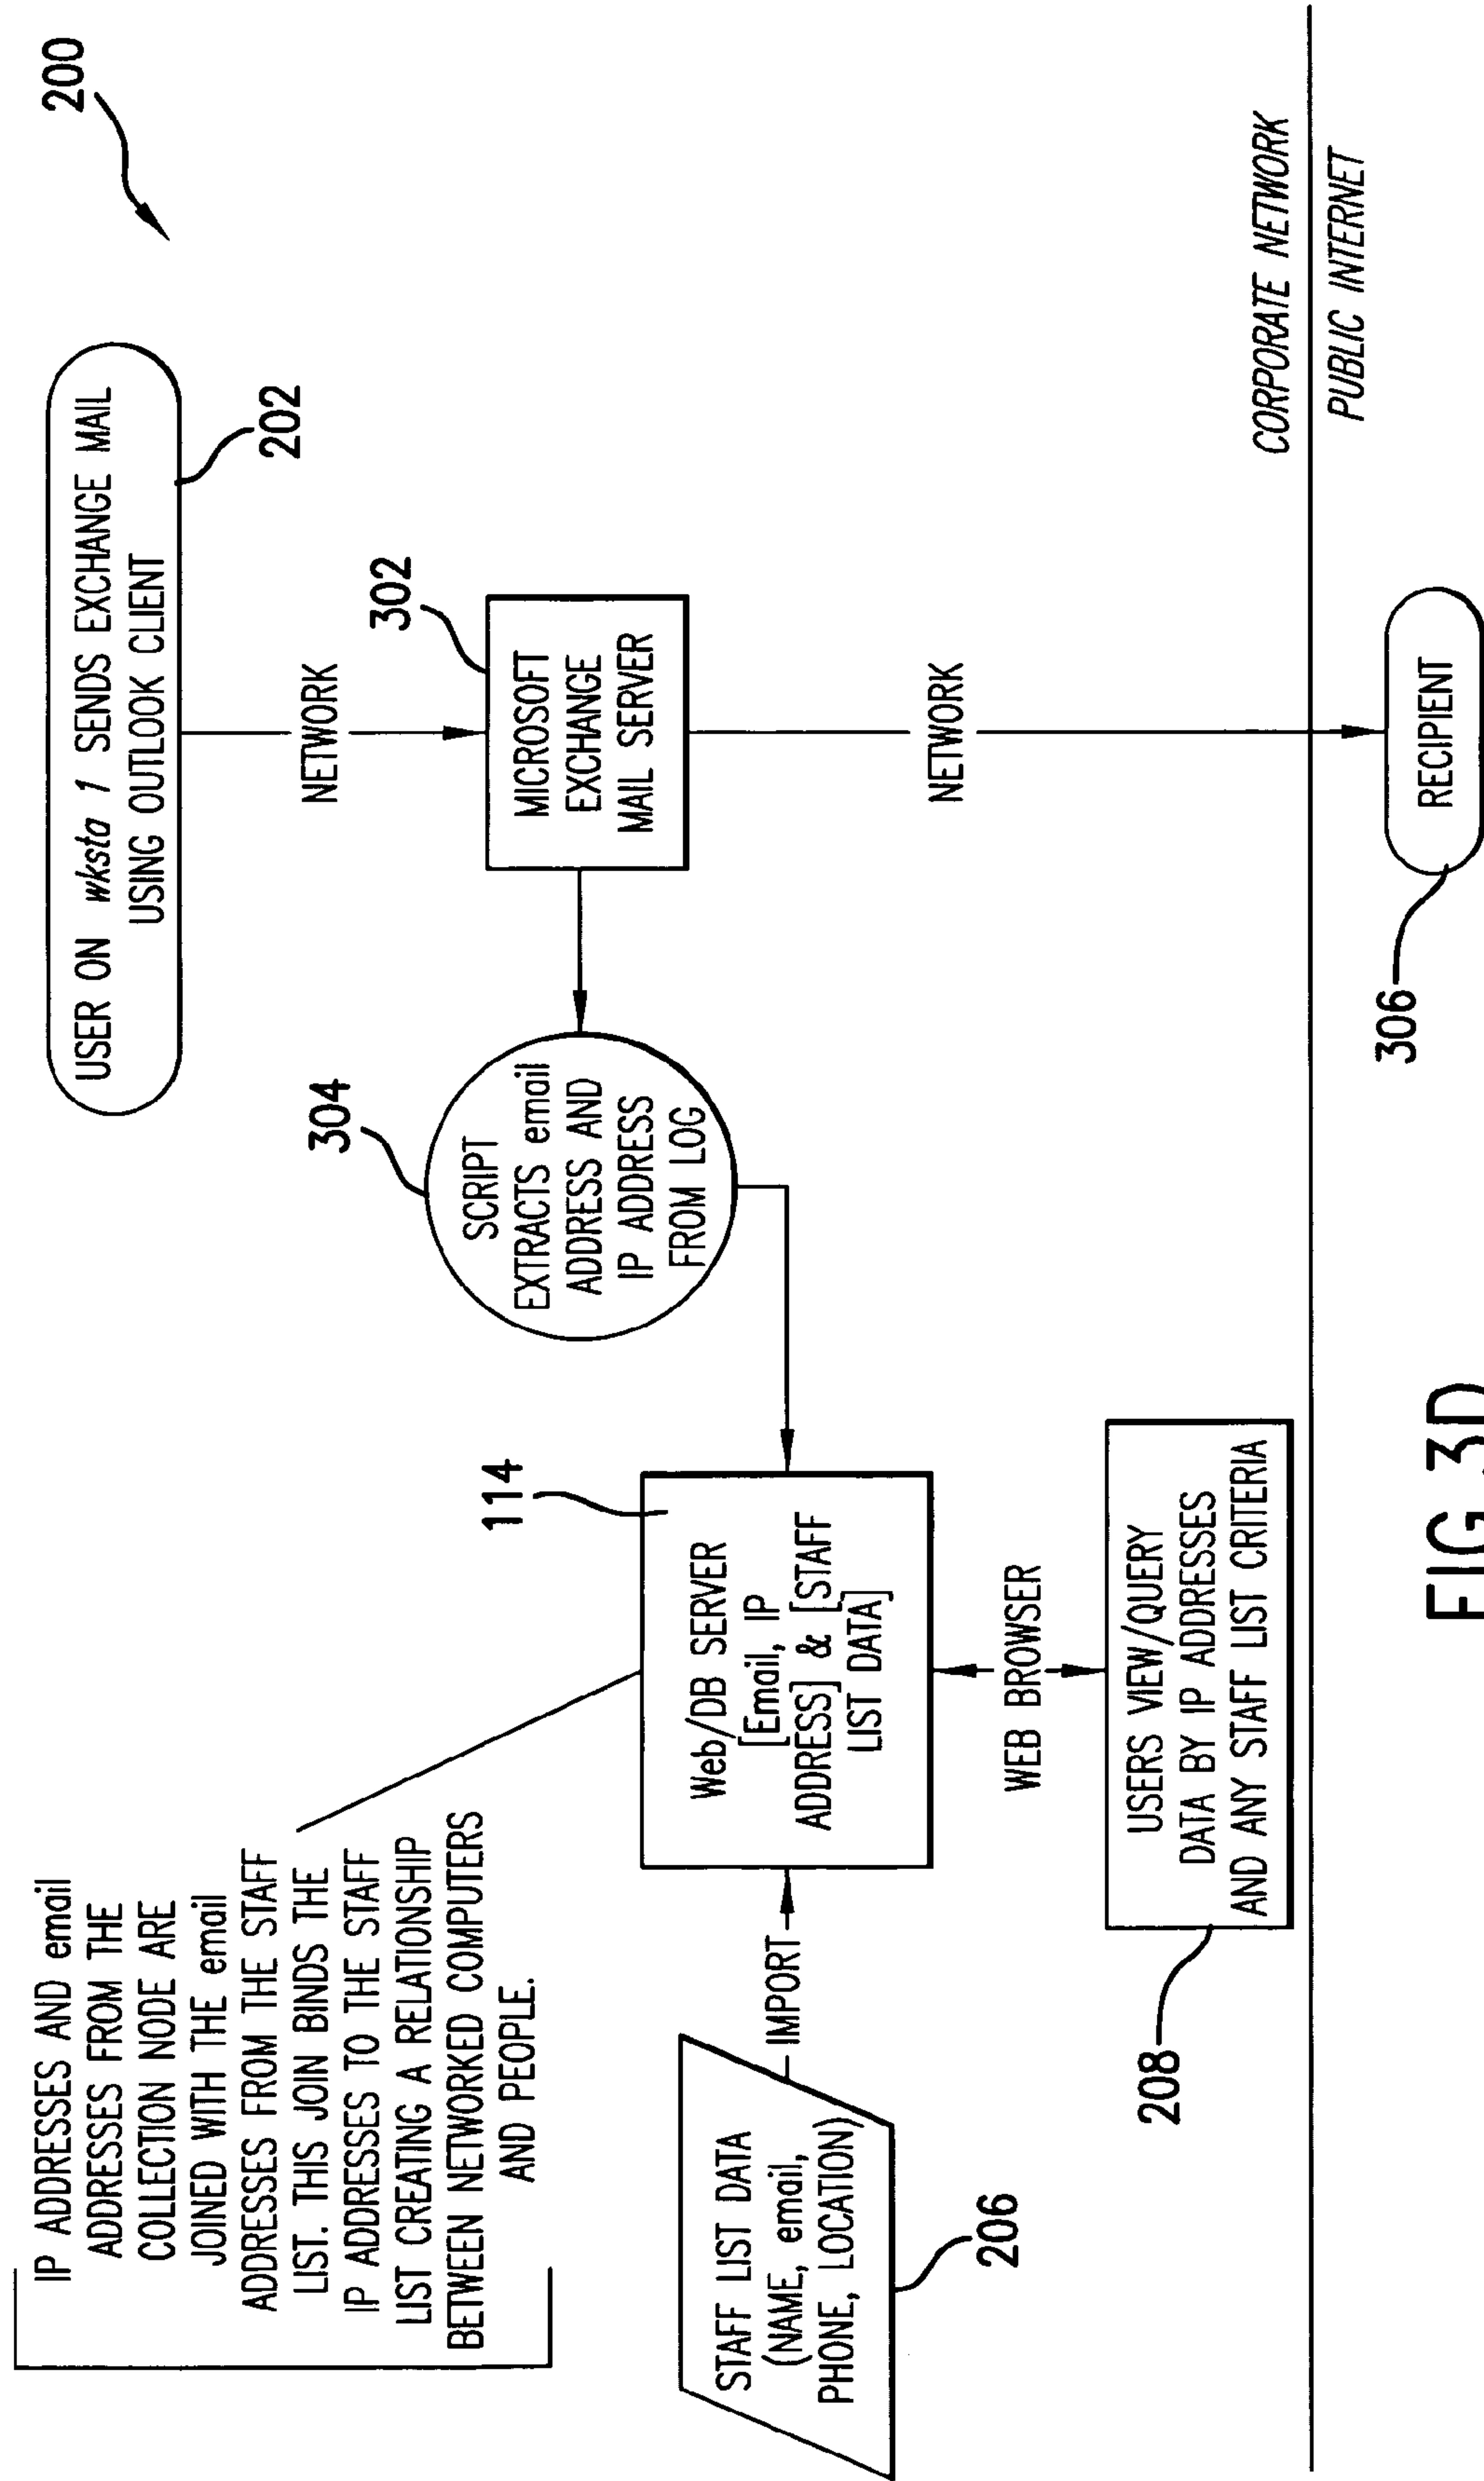 200
USER ON wksta 1 SENDS EXCHANGE MAIL
USING OUTLOOK CLIENT
202
NETWORK
302
MICROSOFT
EXCHANGE
MAIL SERVER
304
SCRIPT
EXTRACTS email
ADDRESS AND
IP ADDRESS
FROM LOG
IP ADDRESSES AND email
ADDRESSES FROM THE
COLLECTION NODE ARE
JOINED WITH THE email
ADDRESSES FROM THE STAFF
LIST. THIS JOIN BINDS THE
IP ADDRESSES TO THE STAFF
LIST CREATING A RELATIONSHIP
BETWEEN NETWORKED COMPUTERS
AND PEOPLE.
114
Web/DB SERVER
[Email, IP
ADDRESS] & [STAFF
LIST DATA]
IMPORT
STAFF LIST DATA
(NAME, email,
PHONE, LOCATION)
206
WEB BROWSER
NETWORK
USERS VIEW/QUERY
DATA BY IP ADDRESSES
AND ANY STAFF LIST CRITERIA
208
CORPORATE NETWORK
PUBLIC INTERNET
RECIPIENT
306
FIG.3D